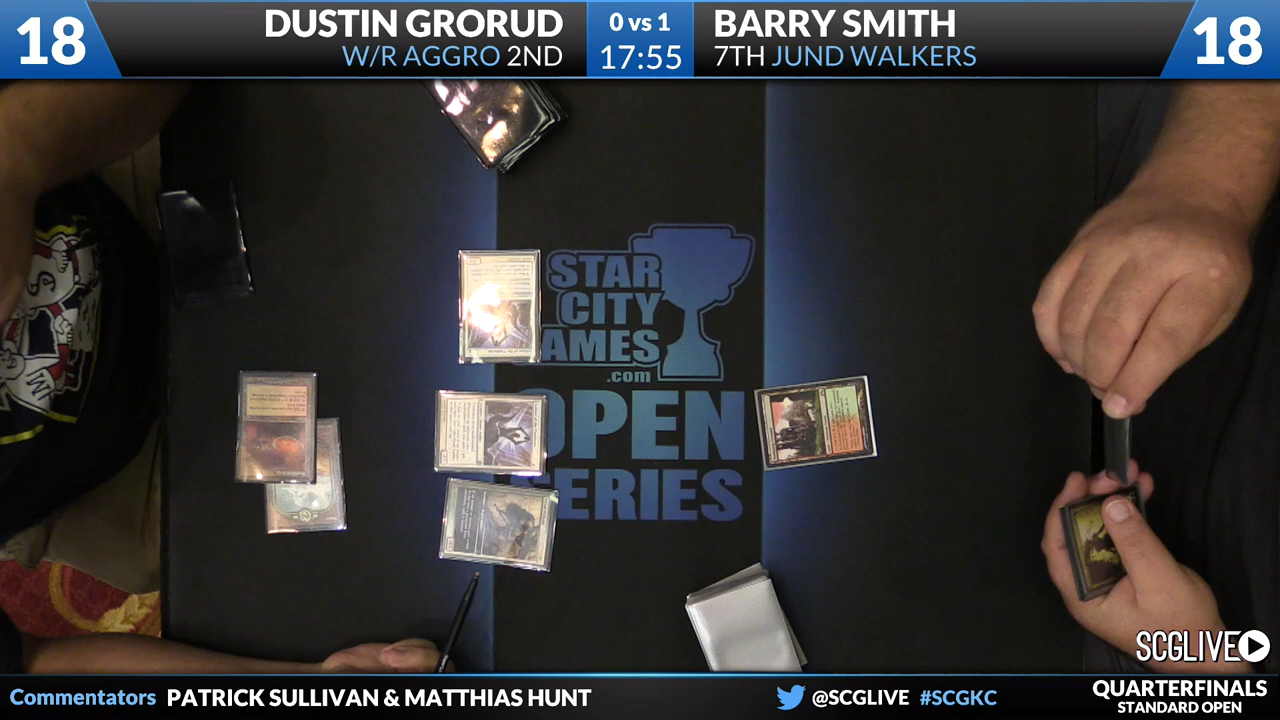 18
DUSTIN GRORUD
W/R AGGRO 2ND
0 vs 1
17:55
BARRY SMITH
7TH JUND WALKERS
18
STAR
CITY
GAMES
.com
OPEN
SERIES
SCGLIVE
Commentators PATRICK SULLIVAN & MATTHIAS HUNT
@SCGLIVE #SCGKC
QUARTERFINALS
STANDARD OPEN